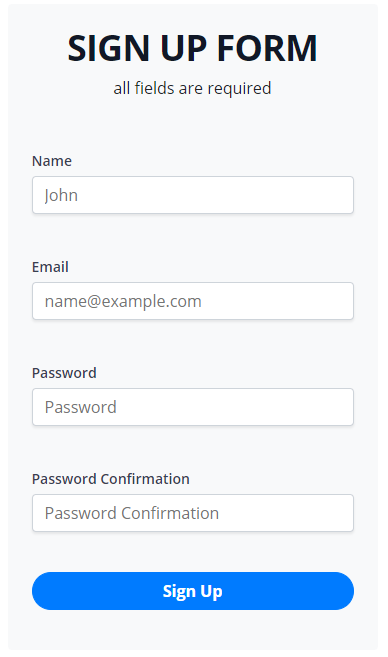 SIGN UP FORM
all fields are required
Name
John
Email
name@example.com
Password
Password
Password Confirmation
Password Confirmation
Sign Up